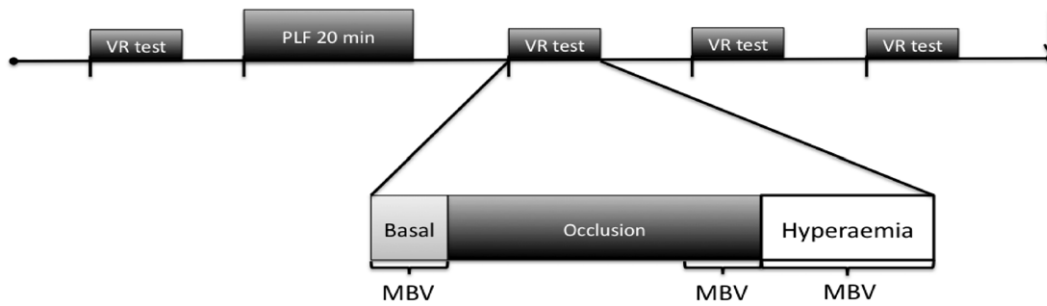 VR test
PLF 20 min
VR test
VR test
VR test
Basal
Occlusion
Hyperaemia
MBV
MBV
MBV